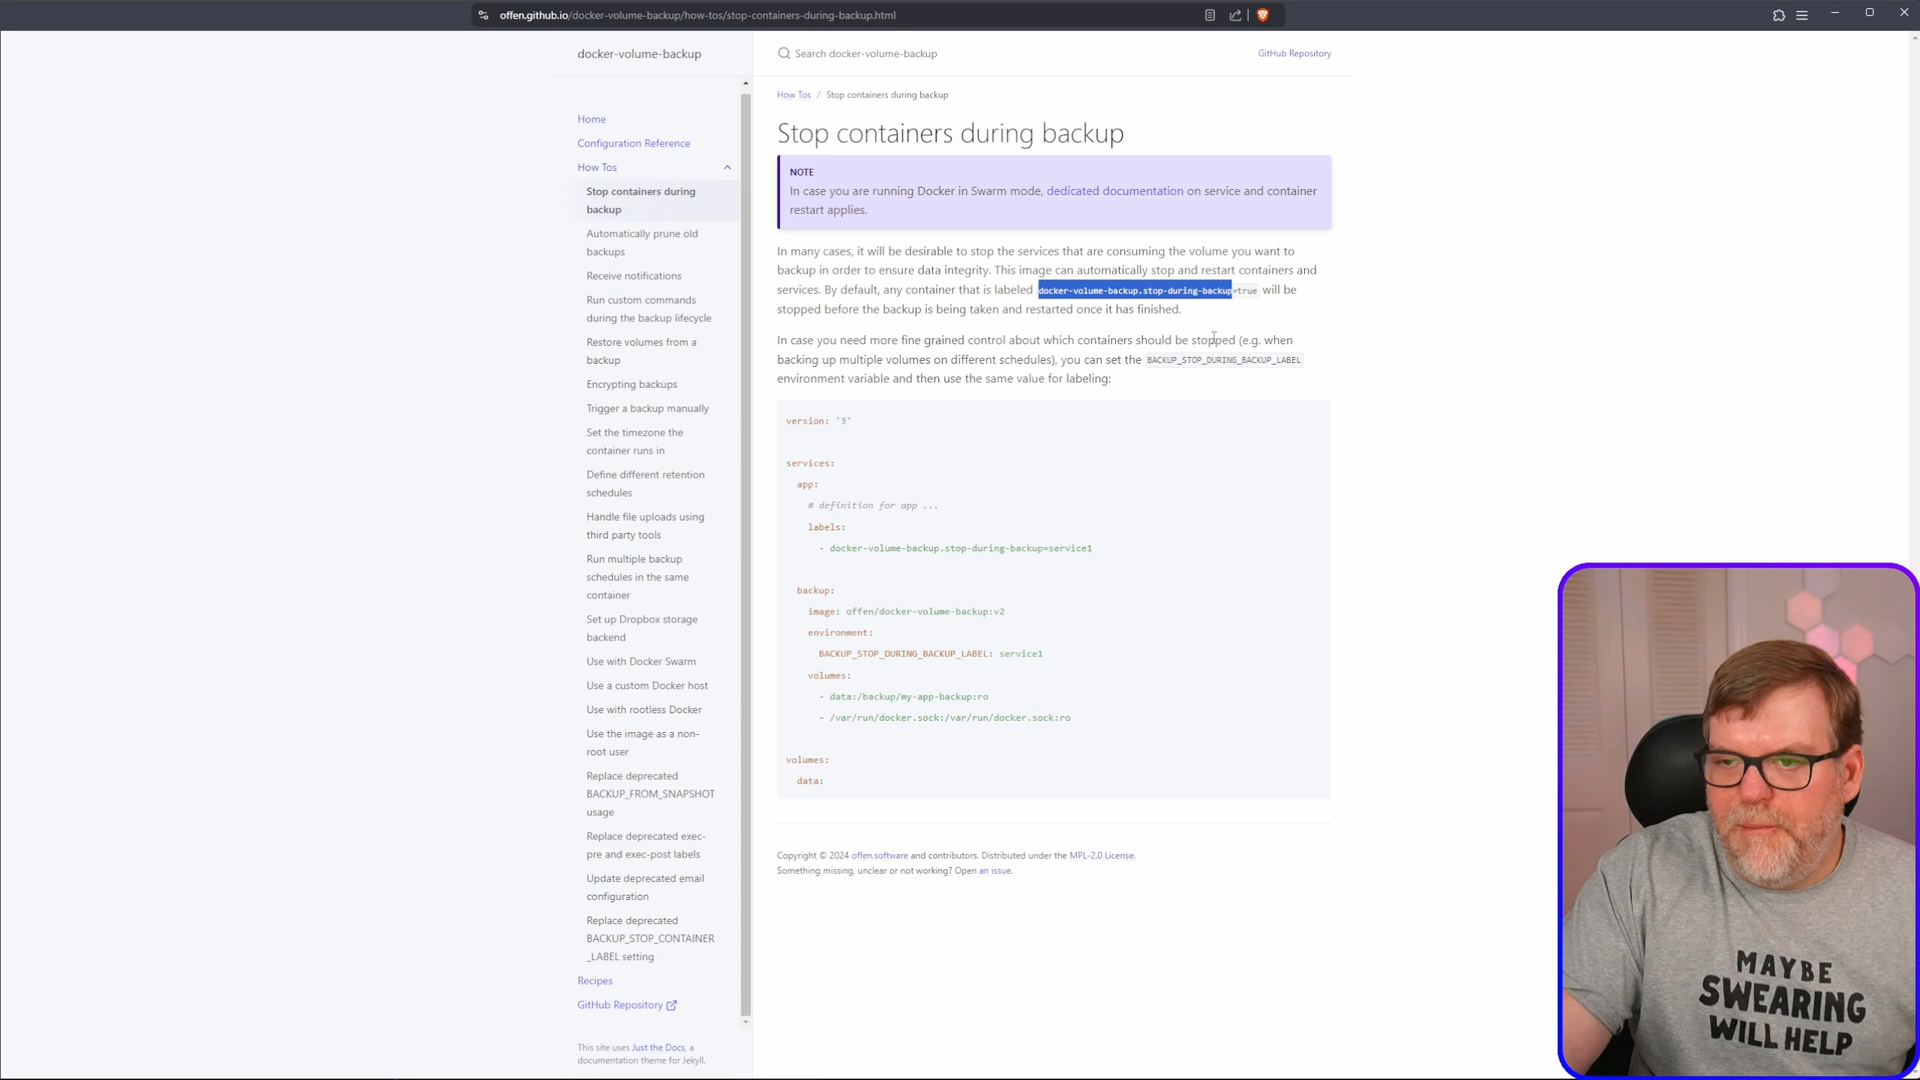 offen.github.io/docker-volume-backup/how-tos/stop-containers-during-backup.html
docker-volume-backup
Search docker-volume-backup
GitHub Repository
Home
Configuration Reference
How Tos
Stop containers during
backup
Automatically prune old
backups
Receive notifications
Run custom commands
during the backup lifecycle
Restore volumes from a
backup
Encrypting backups
Trigger a backup manually
Set the timezone the
container runs in
Define different retention
schedules
Handle file uploads using
third party tools
Run multiple backup
schedules in the same
container
Set up Dropbox storage
backend
Use with Docker Swarm
Use a custom Docker host
Use with rootless Docker
Use the image as a non-
root user
Replace deprecated
BACKUP_FROM_SNAPSHOT
usage
Replace deprecated exec-
pre and exec-post labels
Update deprecated email
configuration
Replace deprecated
BACKUP_STOP_CONTAINER
_LABEL setting
Recipes
GitHub Repository
This site uses Just the Docs, a
documentation theme for Jekyll.
How Tos / Stop containers during backup
Stop containers during backup
NOTE
In case you are running Docker in Swarm mode, dedicated documentation on service and container
restart applies.
In many cases, it will be desirable to stop the services that are consuming the volume you want to
backup in order to ensure data integrity. This image can automatically stop and restart containers and
services. By default, any container that is labeled docker-volume-backup.stop-during-backup=true will be
stopped before the backup is being taken and restarted once it has finished.
In case you need more fine grained control about which containers should be stopped (e.g. when
backing up multiple volumes on different schedules), you can set the BACKUP_STOP_DURING_BACKUP_LABEL
environment variable and then use the same value for labeling:
version: '3'
services:
app:
# definition for app ...
labels:
- docker-volume-backup.stop-during-backup=service1
backup:
image: offen/docker-volume-backup:v2
environment:
BACKUP_STOP_DURING_BACKUP_LABEL: service1
volumes:
- data:/backup/my-app-backup:ro
- /var/run/docker.sock:/var/run/docker.sock:ro
volumes:
data:
Copyright © 2024 offen.software and contributors. Distributed under the MPL-2.0 License.
Something missing, unclear or not working? Open an issue.
MAYBE
SWEARING
WILL HELP